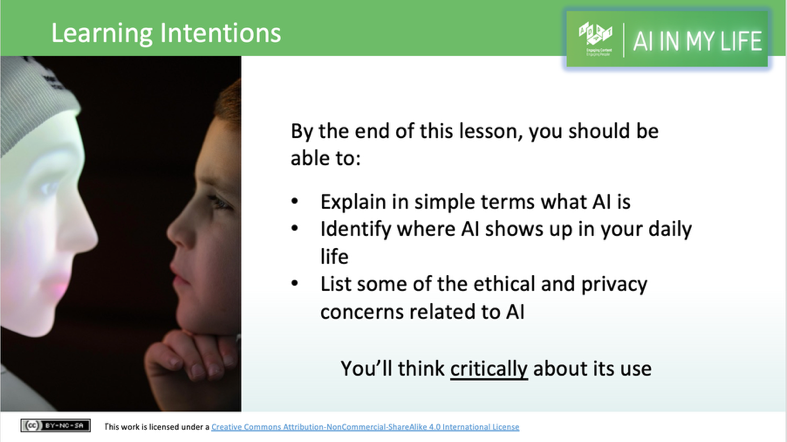 Learning Intentions
AI IN MY LIFE
By the end of this lesson, you should be
able to:
• Explain in simple terms what AI is
• Identify where AI shows up in your daily
life
• List some of the ethical and privacy
concerns related to AI
You’ll think critically about its use
cc BY-NC-SA
This work is licensed under a Creative Commons Attribution-NonCommercial-ShareAlike 4.0 International License